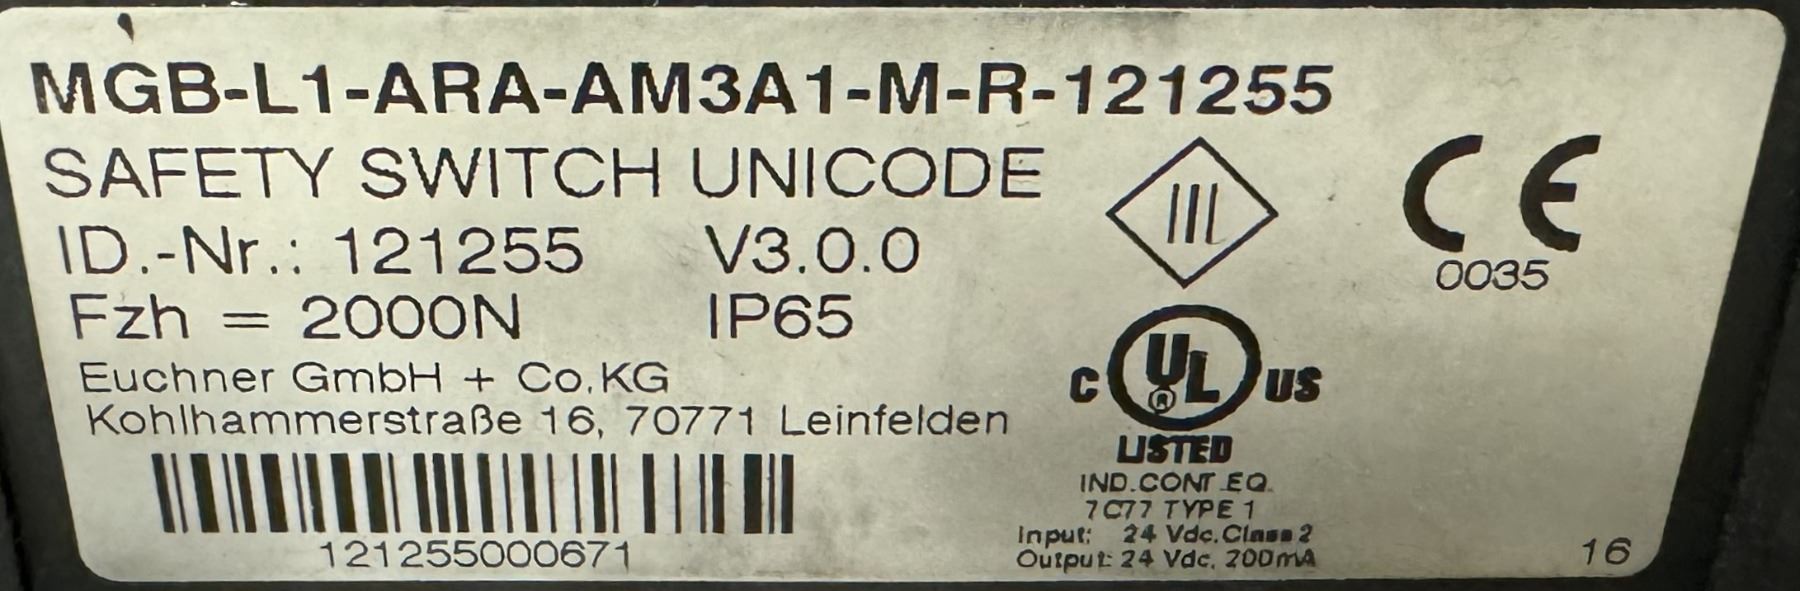 MGB-L1-ARA-AM3A1-M-R-121255
SAFETY SWITCH UNICODE
ID.-Nr.: 121255 V3.0.0
Fzh = 2000N IP65
Euchner GmbH + Co.KG
Kohlhammerstraße 16, 70771 Leinfelden
121255000671
CE
0035
C UL® US
LISTED
IND.CONT.EQ.
7C77 TYPE 1
Input: 24 Vdc, Class 2
Output: 24 Vdc, 200mA
16